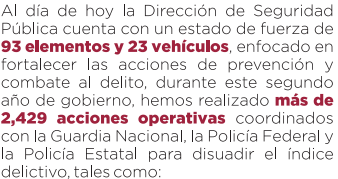 Al día de hoy la Dirección de Seguridad
Pública cuenta con un estado de fuerza de
93 elementos y 23 vehículos, enfocado en
fortalecer las acciones de prevención y
combate al delito, durante este segundo
año de gobierno, hemos realizado más de
2,429 acciones operativas coordinados
con la Guardia Nacional, la Policía Federal y
la Policía Estatal para disuadir el índice
delictivo, tales como: